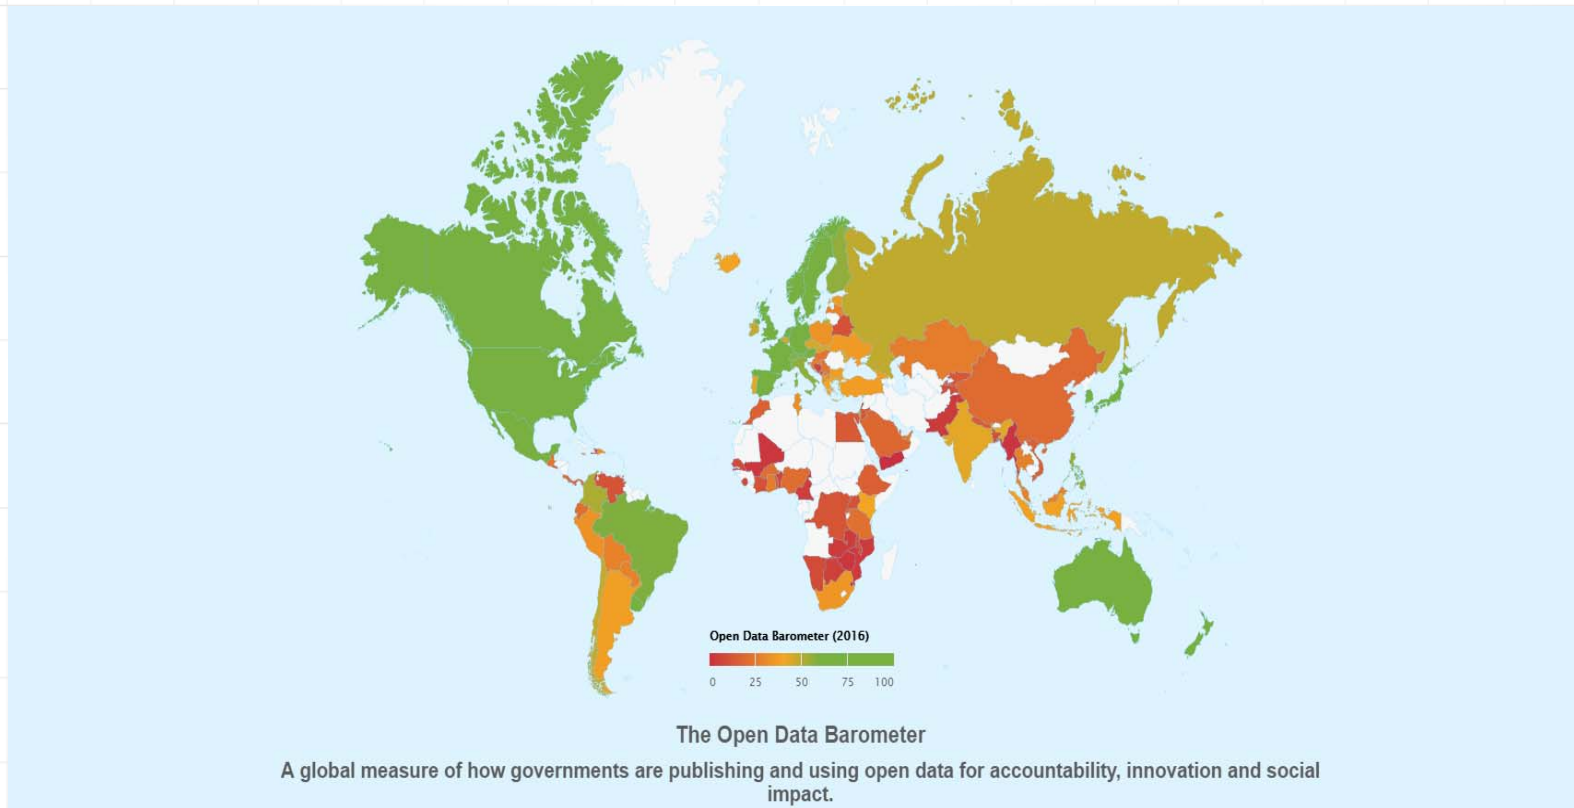 Open Data Barometer (2016)
0 25 50 75 100
The Open Data Barometer
A global measure of how governments are publishing and using open data for accountability, innovation and social
impact.